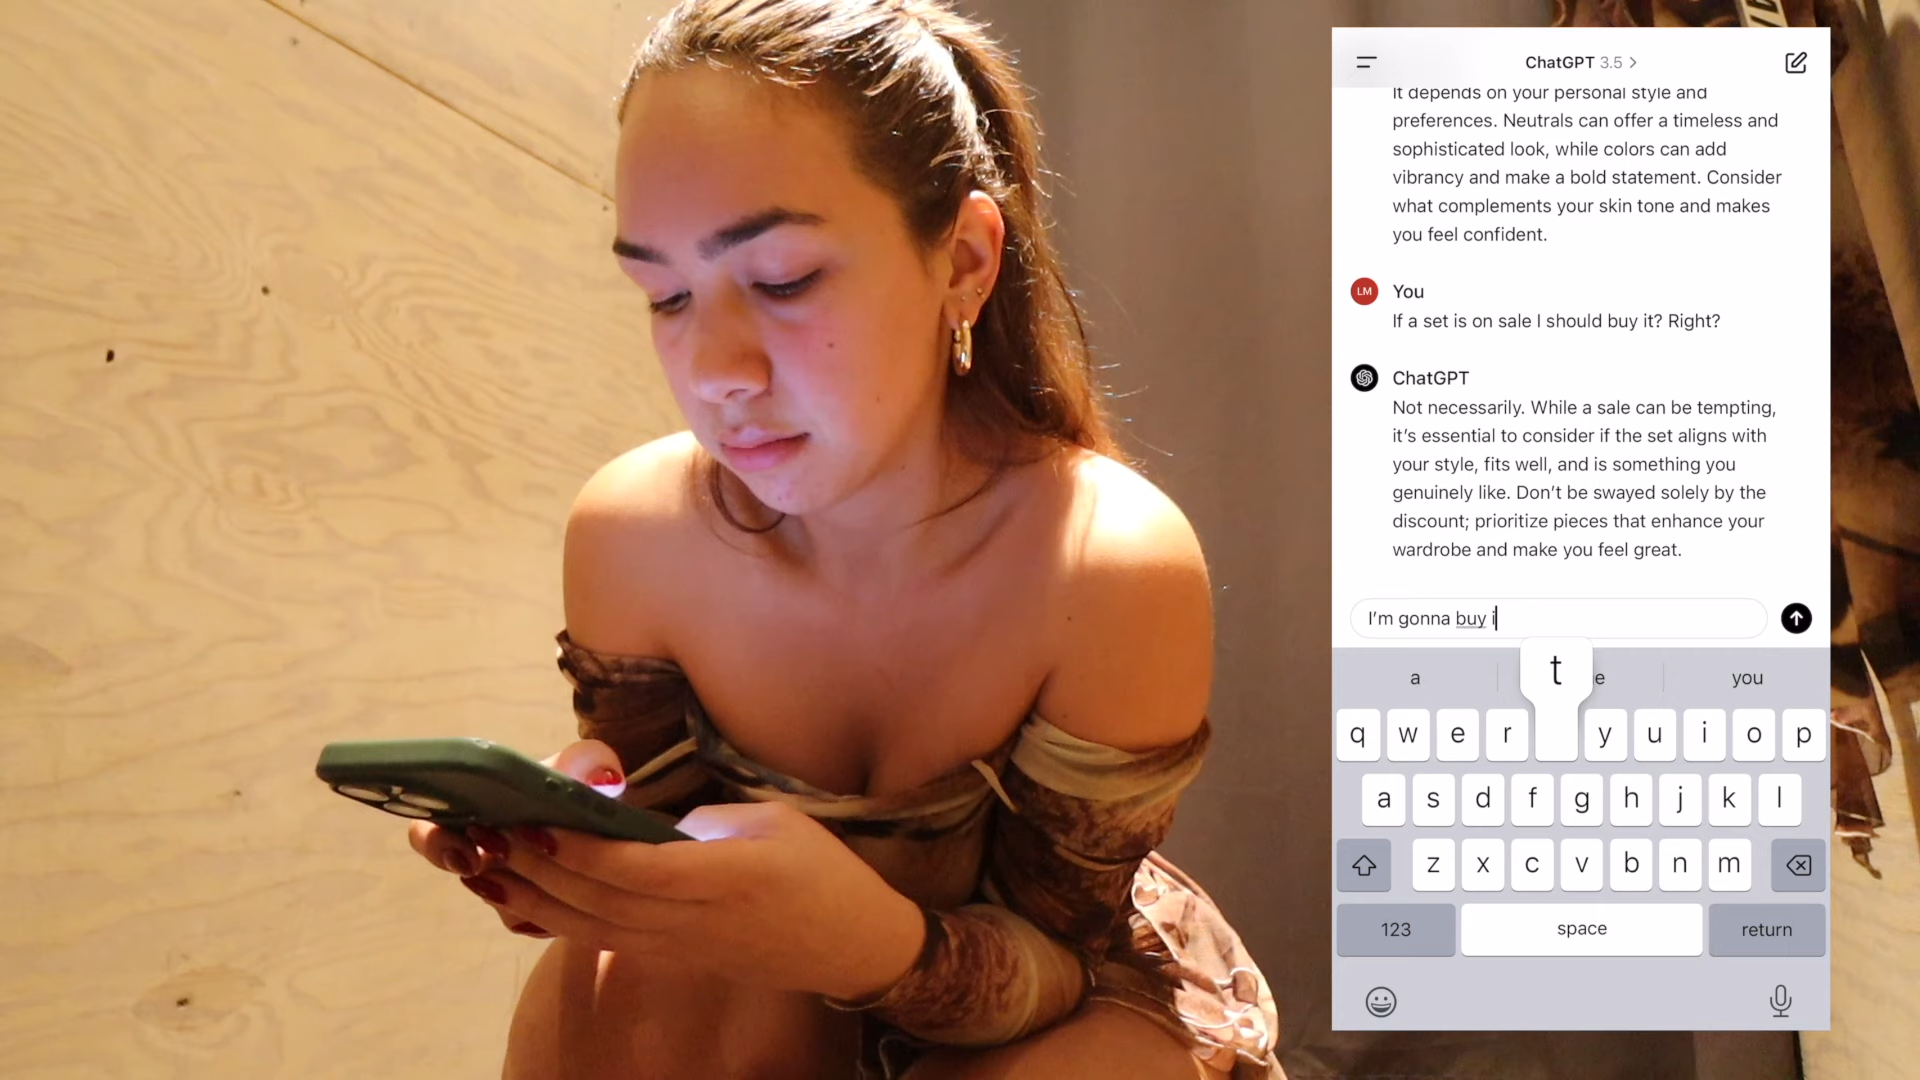 ChatGPT 3.5 >
It depends on your personal style and
preferences. Neutrals can offer a timeless and
sophisticated look, while colors can add
vibrancy and make a bold statement. Consider
what complements your skin tone and makes
you feel confident.
LM You
If a set is on sale I should buy it? Right?
ChatGPT
Not necessarily. While a sale can be tempting,
it’s essential to consider if the set aligns with
your style, fits well, and is something you
genuinely like. Don’t be swayed solely by the
discount; prioritize pieces that enhance your
wardrobe and make you feel great.
I’m gonna buy i
a t you
q w e r y u i o p
a s d f g h j k l
z x c v b n m
123 space return